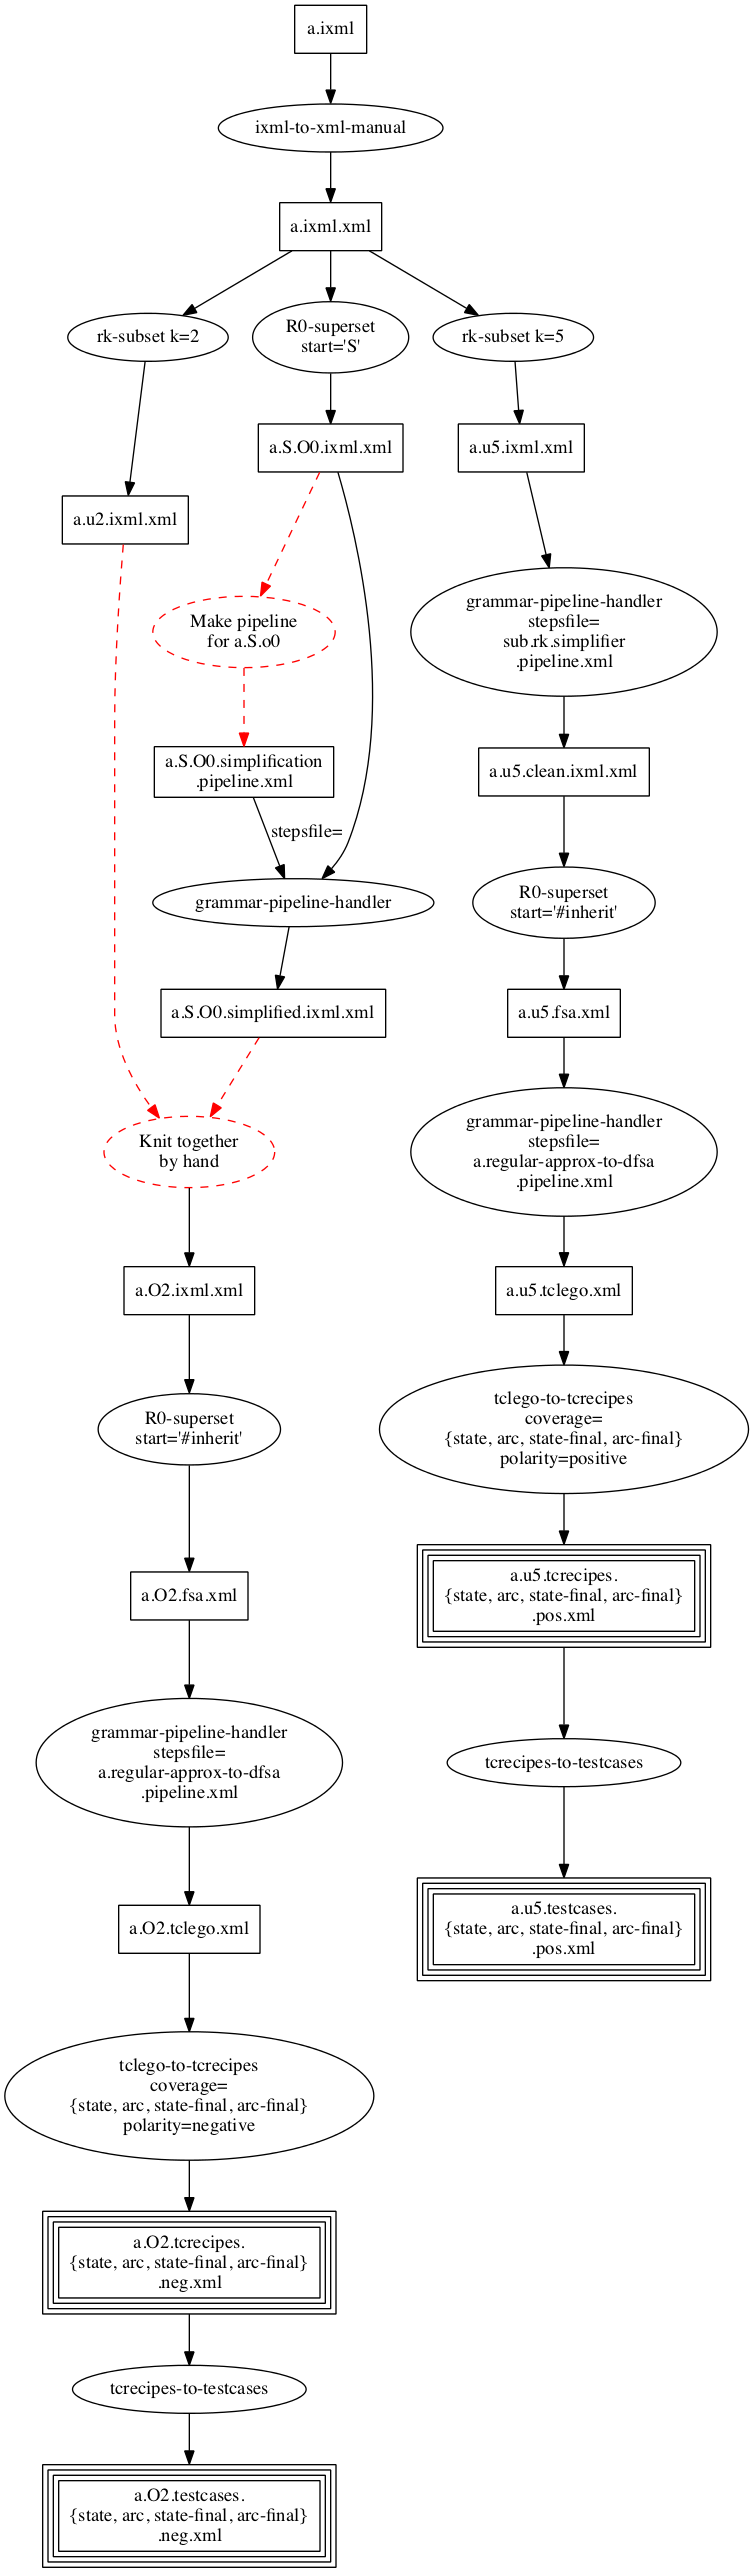 a.ixml
ixml-to-xml-manual
a.ixml.xml
rk-subset k=2
R0-superset
start='S'
rk-subset k=5
a.S.O0.ixml.xml
a.u5.ixml.xml
a.u2.ixml.xml
Make pipeline
for a.S.o0
grammar-pipeline-handler
stepsfile=
sub.rk.simplifier
.pipeline.xml
a.S.O0.simplification
.pipeline.xml
a.u5.clean.ixml.xml
stepsfile=
grammar-pipeline-handler
R0-superset
start='#inherit'
a.S.O0.simplified.ixml.xml
a.u5.fsa.xml
Knit together
by hand
grammar-pipeline-handler
stepsfile=
a.regular-approx-to-dfsa
.pipeline.xml
a.O2.ixml.xml
a.u5.tclego.xml
R0-superset
start='#inherit'
tclego-to-tcrecipes
coverage=
{state, arc, state-final, arc-final}
polarity=positive
a.O2.fsa.xml
a.u5.tcrecipes.
{state, arc, state-final, arc-final}
.pos.xml
grammar-pipeline-handler
stepsfile=
a.regular-approx-to-dfsa
.pipeline.xml
tcrecipes-to-testcases
a.O2.tclego.xml
a.u5.testcases.
{state, arc, state-final, arc-final}
.pos.xml
tclego-to-tcrecipes
coverage=
{state, arc, state-final, arc-final}
polarity=negative
a.O2.tcrecipes.
{state, arc, state-final, arc-final}
.neg.xml
tcrecipes-to-testcases
a.O2.testcases.
{state, arc, state-final, arc-final}
.neg.xml